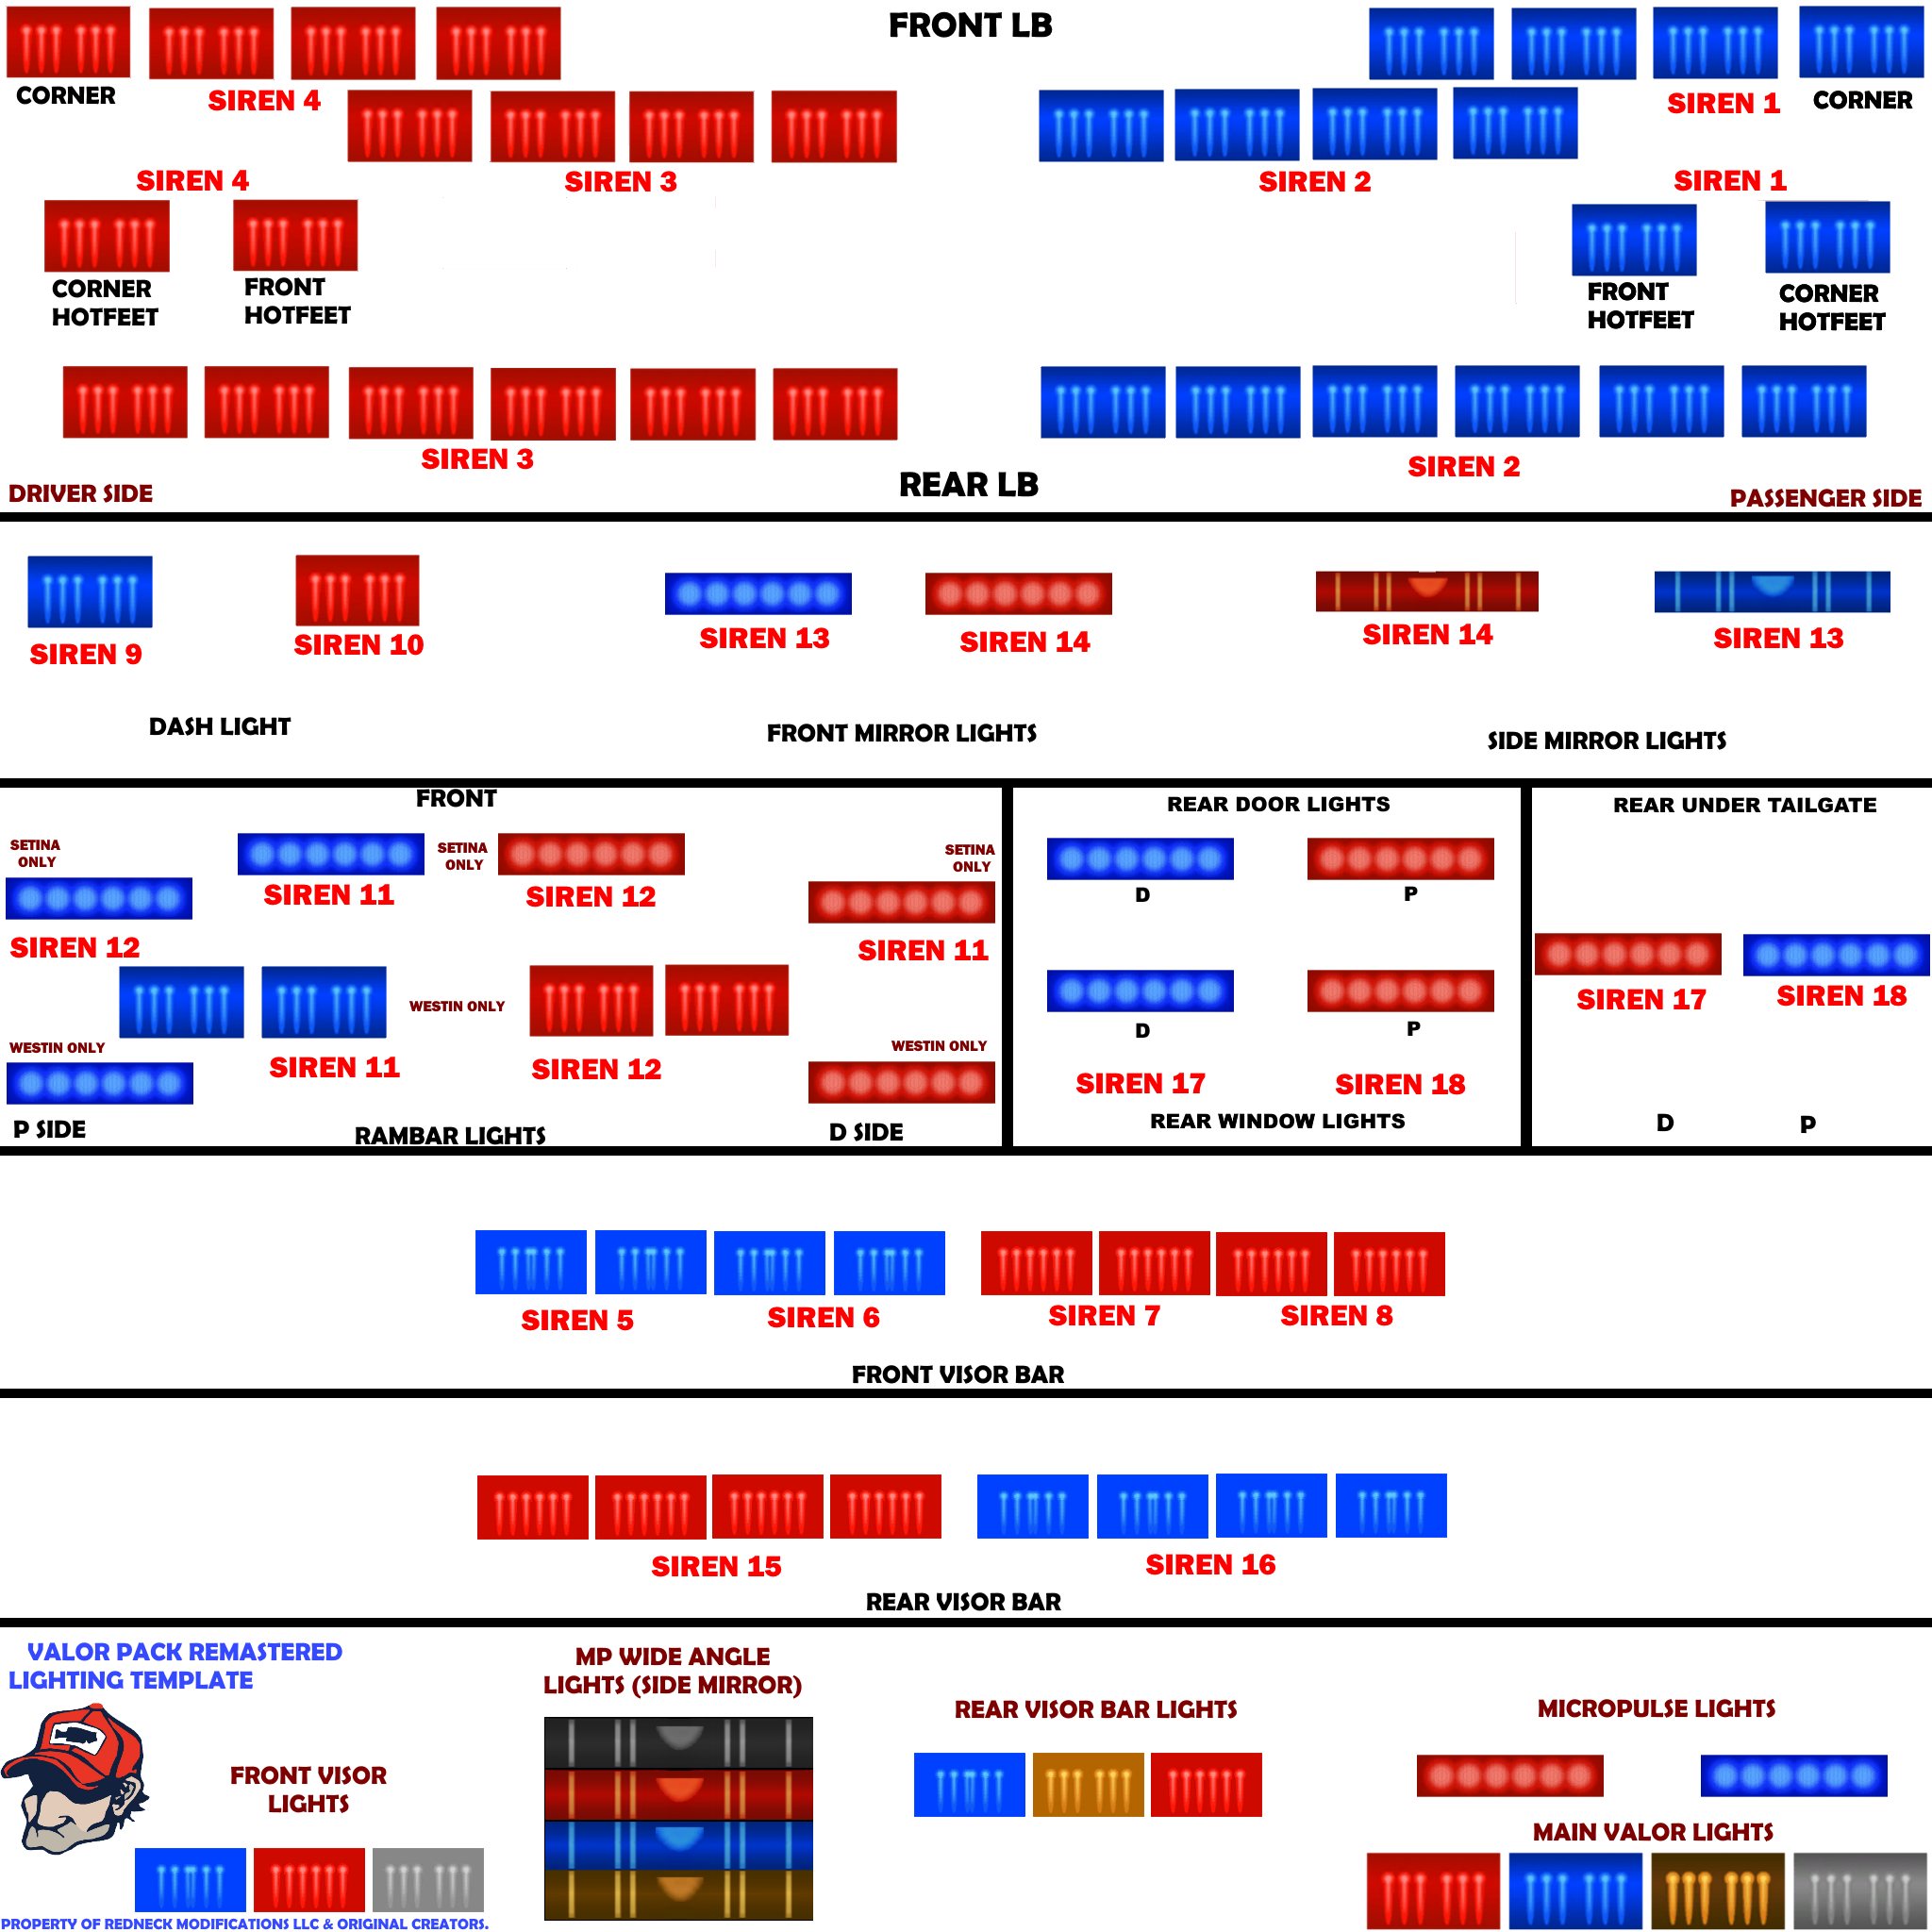 FRONT LB
CORNER
SIREN 4
SIREN 1
CORNER
SIREN 4
SIREN 3
SIREN 2
SIREN 1
CORNER
HOTFEET
FRONT
HOTFEET
FRONT
HOTFEET
CORNER
HOTFEET
SIREN 3
SIREN 2
DRIVER SIDE
REAR LB
PASSENGER SIDE
SIREN 9
SIREN 10
SIREN 13
SIREN 14
SIREN 14
SIREN 13
DASH LIGHT
FRONT MIRROR LIGHTS
SIDE MIRROR LIGHTS
FRONT
SETINA
ONLY
SETINA
ONLY
SETINA
ONLY
SIREN 11
SIREN 12
SIREN 12
SIREN 11
WESTIN ONLY
WESTIN ONLY
WESTIN ONLY
SIREN 11
SIREN 12
P SIDE
RAMBAR LIGHTS
D SIDE
REAR DOOR LIGHTS
D
P
D
P
SIREN 17
SIREN 18
REAR WINDOW LIGHTS
REAR UNDER TAILGATE
SIREN 17
SIREN 18
D
P
SIREN 5
SIREN 6
SIREN 7
SIREN 8
FRONT VISOR BAR
SIREN 15
SIREN 16
REAR VISOR BAR
VALOR PACK REMASTERED
LIGHTING TEMPLATE
FRONT VISOR
LIGHTS
MP WIDE ANGLE
LIGHTS (SIDE MIRROR)
REAR VISOR BAR LIGHTS
MICROPULSE LIGHTS
MAIN VALOR LIGHTS
PROPERTY OF REDNECK MODIFICATIONS LLC & ORIGINAL CREATORS.